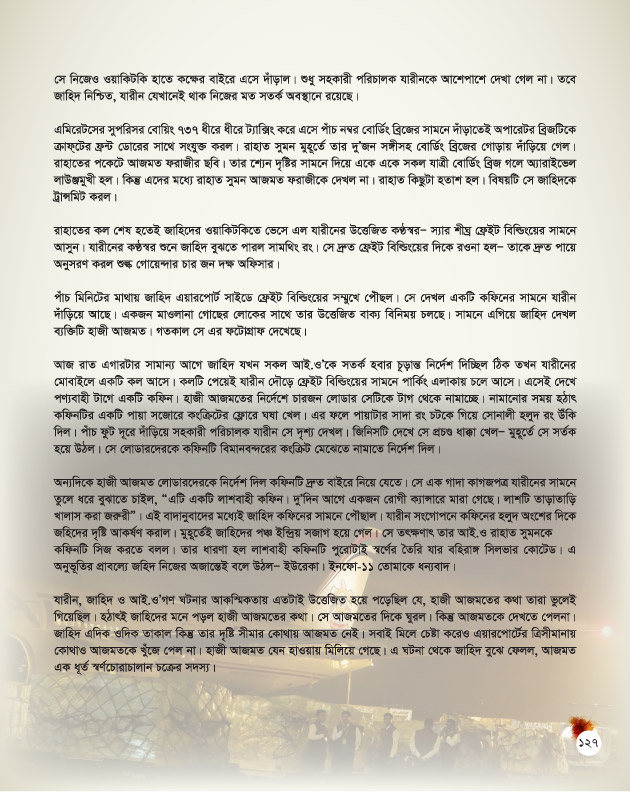 সে নিজেও ওয়াকিটকি হাতে কক্ষের বাইরে এসে দাঁড়াল। শুধু সহকারী পরিচালক যারীনকে আশেপাশে দেখা গেল না। তবে
জাহিদ নিশ্চিত, যারীন যেখানেই থাক নিজের মত সতর্ক অবস্থানে রয়েছে।
এমিরেটসের সুপরিসর বোয়িং ৭৩৭ ধীরে ধীরে ট্যাক্সিং করে এসে পাঁচ নম্বর বোর্ডিং ব্রিজের সামনে দাঁড়াতেই অপারেটর ব্রিজটিকে
ক্রাফ্টের ফ্রন্ট ডোরের সাথে সংযুক্ত করল। রাহাত সুমন মুহূর্তে তার দু'জন সঙ্গীসহ বোর্ডিং ব্রিজের গোড়ায় দাঁড়িয়ে গেল।
রাহাতের পকেটে আজমত ফরাজীর ছবি। তার শ্যেন দৃষ্টির সামনে দিয়ে একে একে সকল যাত্রী বোর্ডিং ব্রিজ গলে অ্যারাইভেল
লাউঞ্জমুখী হল। কিন্তু এদের মধ্যে রাহাত সুমন আজমত ফরাজীকে দেখল না। রাহাত কিছুটা হতাশ হল। বিষয়টি সে জাহিদকে
ট্রান্সমিট করল।
রাহাতের কল শেষ হতেই জাহিদের ওয়াকিটকিতে ভেসে এল যারীনের উত্তেজিত কণ্ঠস্বর– স্যার শীঘ্র ফ্রেইট বিল্ডিংয়ের সামনে
আসুন। যারীনের কণ্ঠস্বর শুনে জাহিদ বুঝতে পারল সামথিং রং। সে দ্রুত ফ্রেইট বিল্ডিংয়ের দিকে রওনা হল– তাকে দ্রুত পায়ে
অনুসরণ করল শুল্ক গোয়েন্দার চার জন দক্ষ অফিসার।
পাঁচ মিনিটের মাথায় জাহিদ এয়ারপোর্ট সাইডে ফ্রেইট বিল্ডিংয়ের সম্মুখে পৌছল। সে দেখল একটি কফিনের সামনে যারীন
দাঁড়িয়ে আছে। একজন মাওলানা গোছের লোকের সাথে তার উত্তেজিত বাক্য বিনিময় চলছে। সামনে এগিয়ে জাহিদ দেখল
ব্যক্তিটি হাজী আজমত। গতকাল সে এর ফটোগ্রাফ দেখেছে।
আজ রাত এগারটার সামান্য আগে জাহিদ যখন সকল আই.ও'কে সতর্ক হবার চূড়ান্ত নির্দেশ দিচ্ছিল ঠিক তখন যারীনের
মোবাইলে একটি কল আসে। কলটি পেয়েই যারীন দৌড়ে ফ্রেইট বিল্ডিংয়ের সামনে পার্কিং এলাকায় চলে আসে। এসেই দেখে
পণ্যবাহী টাগে একটি কফিন। হাজী আজমতের নির্দেশে চারজন লোডার সেটিকে টাগ থেকে নামাচ্ছে। নামানোর সময় হঠাৎ
কফিনটির একটি পায়া সজোরে কংক্রিটের ফ্লোরে ঘষা খেল। এর ফলে পায়াটার সাদা রং চটকে গিয়ে সোনালী হলুদ রং উঁকি
দিল। পাঁচ ফুট দূরে দাঁড়িয়ে সহকারী পরিচালক যারীন সে দৃশ্য দেখল। জিনিসটি দেখে সে প্রচণ্ড ধাক্কা খেল– মুহূর্তে সে সর্তক
হয়ে উঠল। সে লোডারদেরকে কফিনটি বিমানবন্দরের কংক্রিট মেঝেতে নামাতে নির্দেশ দিল।
অন্যদিকে হাজী আজমত লোডারদেরকে নির্দেশ দিল কফিনটি দ্রুত বাইরে নিয়ে যেতে। সে এক গাদা কাগজপত্র যারীনের সামনে
তুলে ধরে বুঝাতে চাইল, “এটি একটি লাশবাহী কফিন। দু'দিন আগে একজন রোগী ক্যান্সারে মারা গেছে। লাশটি তাড়াতাড়ি
খালাস করা জরুরী”। এই বাদানুবাদের মধ্যেই জাহিদ কফিনের সামনে পৌছাল। যারীন সংগোপনে কফিনের হলুদ অংশের দিকে
জহিদের দৃষ্টি আকর্ষণ করাল। মুহূর্তেই জাহিদের পঞ্চ ইন্দ্রিয় সজাগ হয়ে গেল। সে তৎক্ষণাৎ তার আই.ও রাহাত সুমনকে
কফিনটি সিজ করতে বলল। তার ধারণা হল লাশবাহী কফিনটি পুরোটাই স্বর্ণের তৈরি যার বহিরাঙ্গ সিলভার কোটেড। এ
অনুভূতির প্রাবল্যে জহিদ নিজের অজান্তেই বলে উঠল– ইউরেকা। ইনফো-১১ তোমাকে ধন্যবাদ।
যারীন, জাহিদ ও আই.ও'গণ ঘটনার আকস্মিকতায় এতটাই উত্তেজিত হয়ে পড়েছিল যে, হাজী আজমতের কথা তারা ভুলেই
গিয়েছিল। হঠাৎই জাহিদের মনে পড়ল হাজী আজমতের কথা। সে আজমতের দিকে ঘুরল। কিন্তু আজমতকে দেখতে পেলনা।
জাহিদ এদিক ওদিক তাকাল কিন্তু তার দৃষ্টি সীমার কোথায় আজমত নেই। সবাই মিলে চেষ্টা করেও এয়ারপোর্টের ত্রিসীমানায়
কোথাও আজমতকে খুঁজে পেল না। হাজী আজমত যেন হাওয়ায় মিলিয়ে গেছে। এ ঘটনা থেকে জাহিদ বুঝে ফেলল, আজমত
এক ধূর্ত স্বর্ণচোরাচালান চক্রের সদস্য।
১২৭